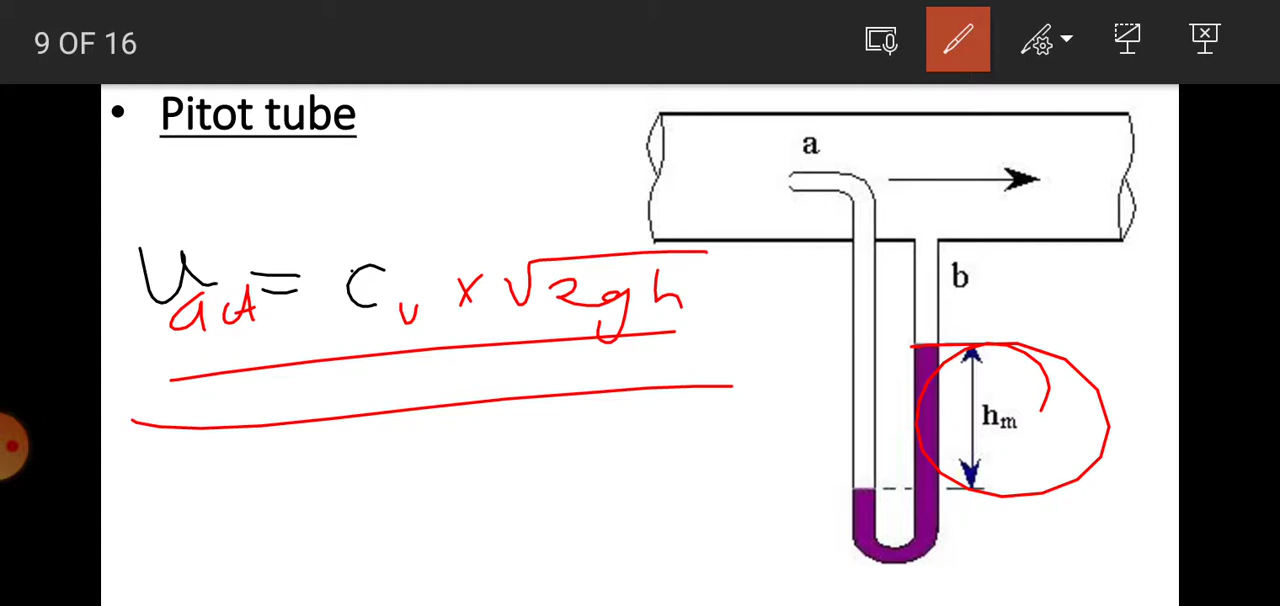 9 OF 16
• Pitot tube
a
b
Uact = Cv × √2gh
hm